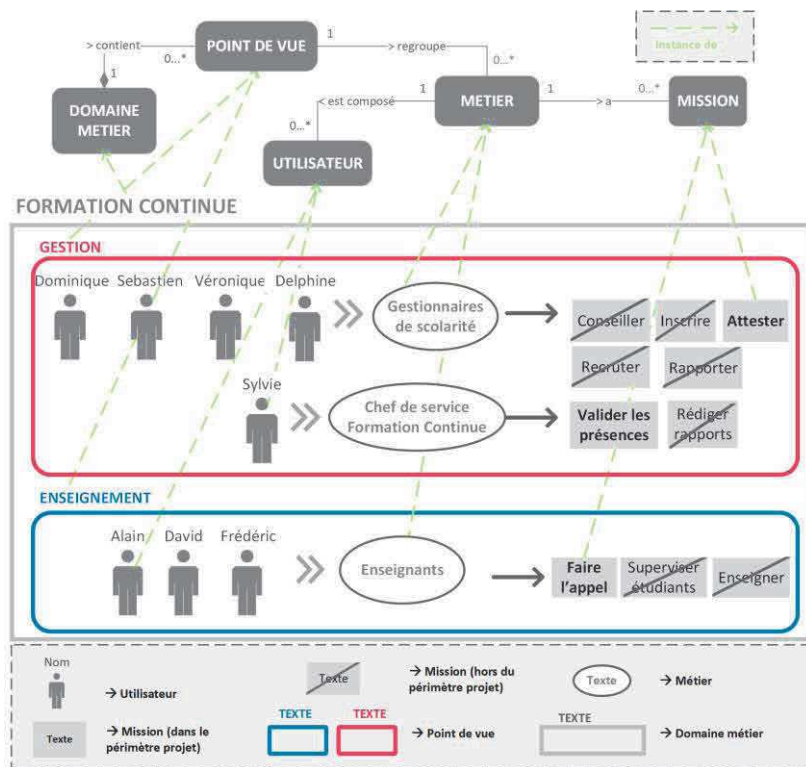 > contient
0...*
POINT DE VUE
1
> regroupe
0...*
Instance de
1
DOMAINE
METIER
< est composé
1
METIER
1
> a
0...*
MISSION
0...*
UTILISATEUR
FORMATION CONTINUE
GESTION
Dominique
Sebastien
Véronique
Delphine
Gestionnaires
de scolarité
Conseiller
Inscrire
Attester
Recruter
Rapporter
Sylvie
Chef de service
Formation Continue
Valider les
présences
Rédiger
rapports
ENSEIGNEMENT
Alain
David
Frédéric
Enseignants
Faire
l'appel
Superviser
étudiants
Enseigner
Nom
→ Utilisateur
Texte
→ Mission (hors du
périmètre projet)
Texte
→ Métier
Texte
→ Mission (dans le
périmètre projet)
TEXTE
TEXTE
→ Point de vue
TEXTE
→ Domaine métier